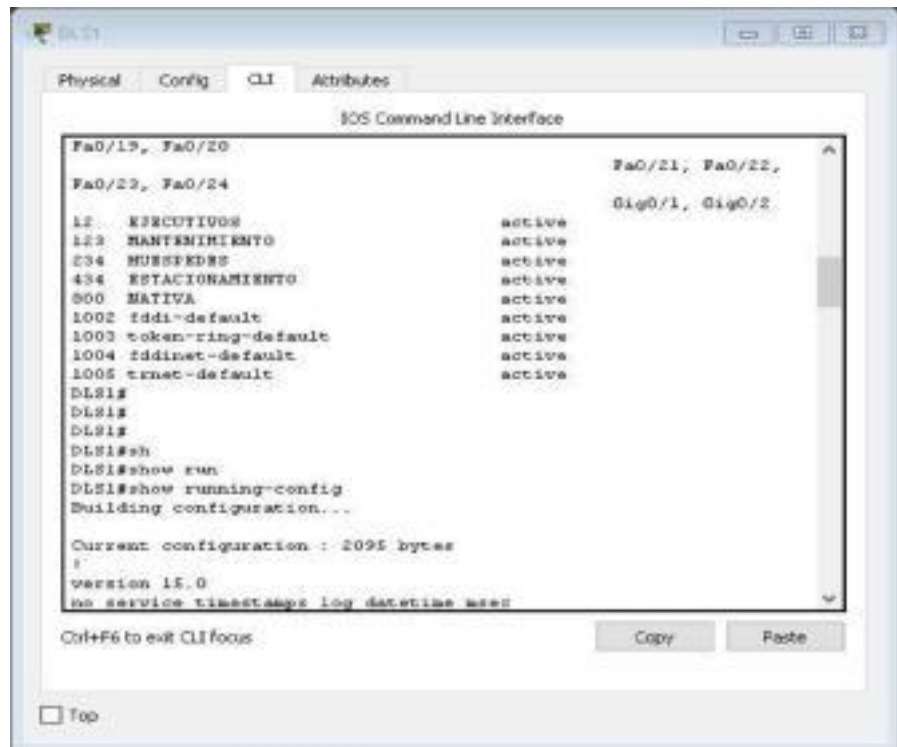 DLS1
Physical Config CLI Attributes
IOS Command Line Interface
Fa0/19, Fa0/20
Fa0/21, Fa0/22,
Fa0/23, Fa0/24
Gig0/1, Gig0/2
12 EJECUTIVOS active
123 MANTENIMIENTO active
234 HUESPEDES active
434 ESTACIONAMIENTO active
800 NATIVA active
1002 fddi-default active
1003 token-ring-default active
1004 fddinet-default active
1005 trnet-default active
DLS1#
DLS1#
DLS1#
DLS1#sh
DLS1#show run
DLS1#show running-config
Building configuration...
Current configuration : 2095 bytes
!
version 15.0
no service timestamps log datetime msec
Ctrl+F6 to exit CLI focus
Copy Paste
Top